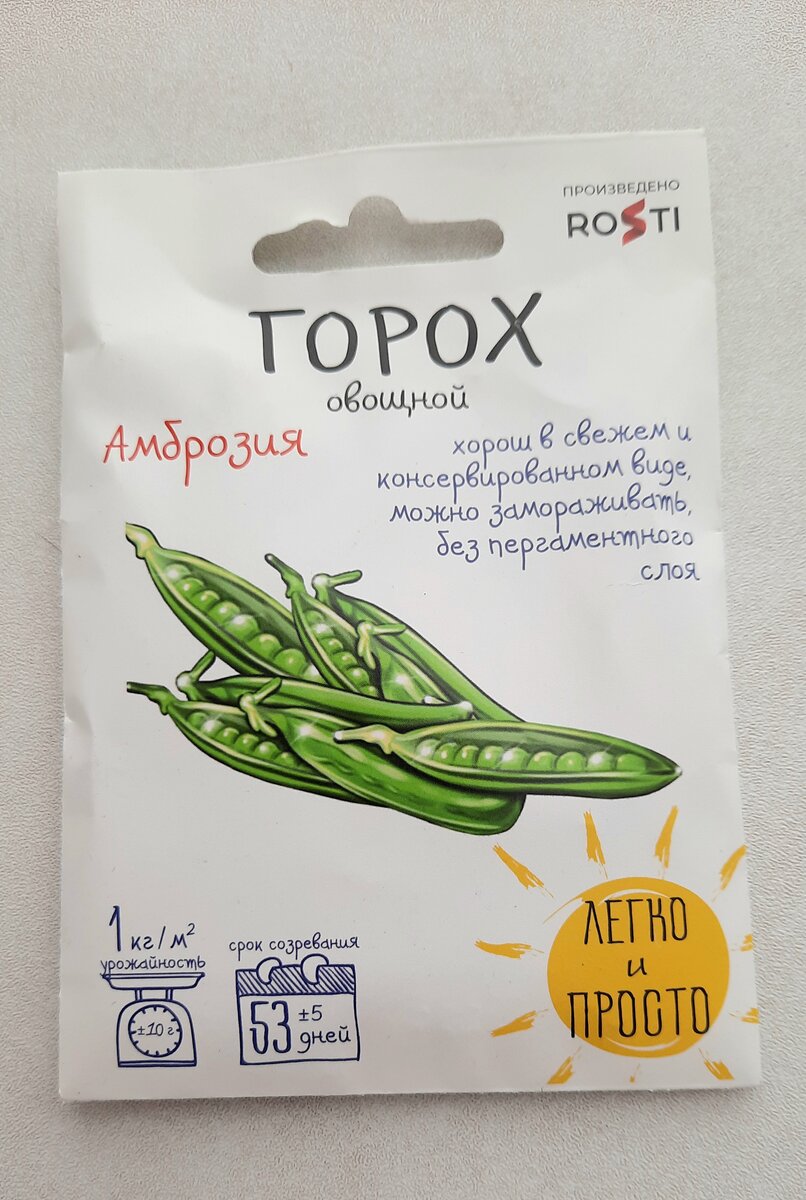 ПРОИЗВЕДЕНО
ROSTI
ГОРОХ
овощной
Амброзия
хорош в свежем и
консервированном виде,
можно замораживать,
без пергаментного
слоя
1 кг/м²
урожайность
±10 г
срок созревания
53 ±5
дней
ЛЕГКО
и
ПРОСТО